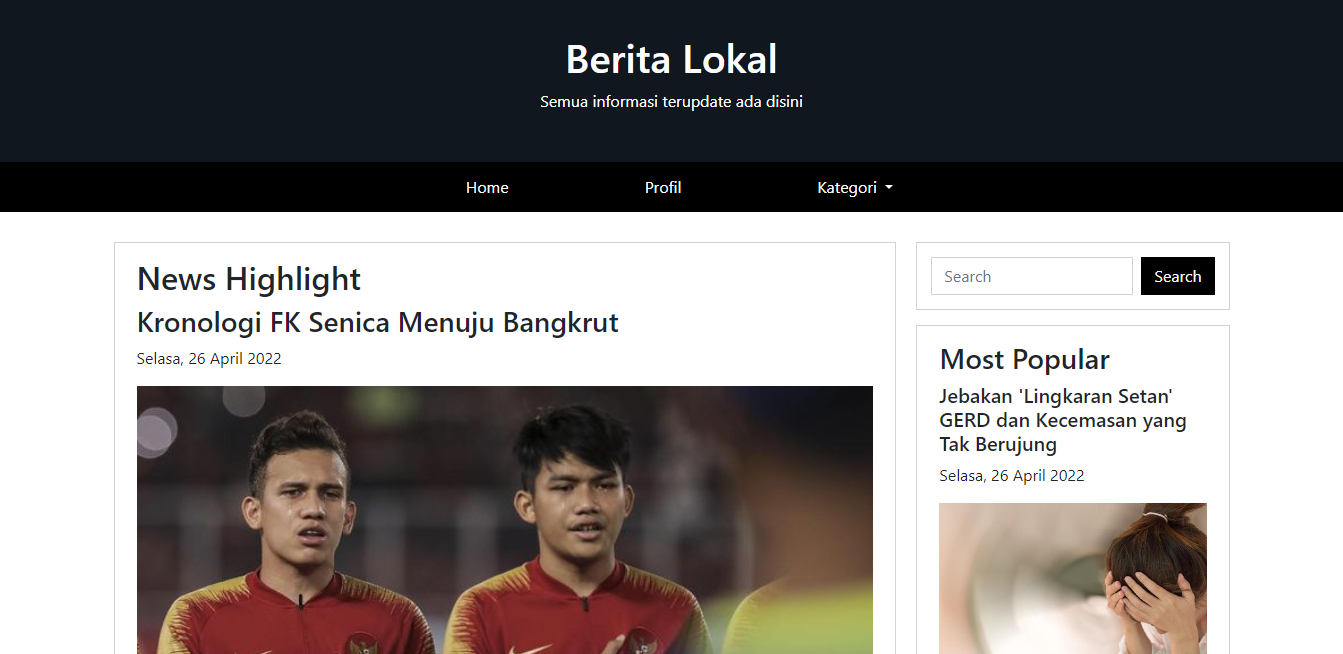 Berita Lokal
Semua informasi terupdate ada disini
Home Profil Kategori
News Highlight
Kronologi FK Senica Menuju Bangkrut
Selasa, 26 April 2022
Search Search
Most Popular
Jebakan 'Lingkaran Setan'
GERD dan Kecemasan yang
Tak Berujung
Selasa, 26 April 2022